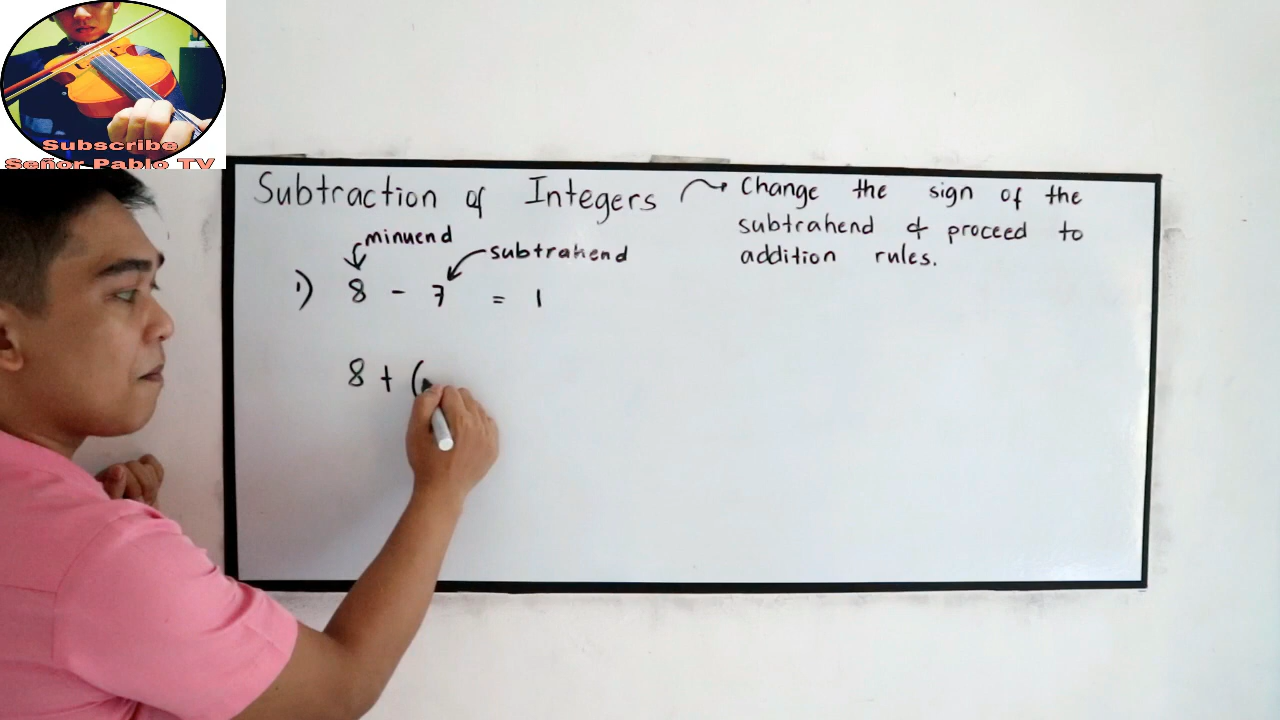 Subscribe
Señor Pablo TV
Subtraction of Integers
Change the sign of the
subtrahend & proceed to
addition rules.
minuend
subtrahend
1) 8 - 7 = 1
8 + (